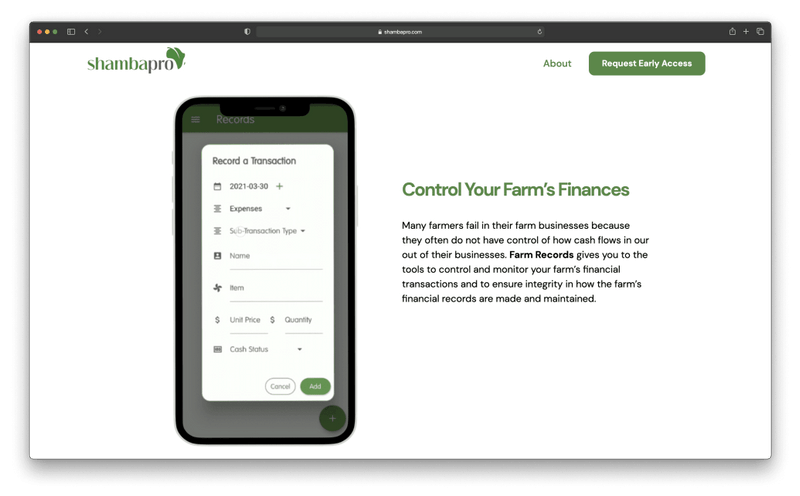 shambapro.com
shambapro
About
Request Early Access
Records
Record a Transaction
2021-03-30 +
Expenses
Sub-Transaction Type
Name
Item
$ Unit Price $ Quantity
Cash Status
Cancel Add
+
Control Your Farm's Finances
Many farmers fail in their farm businesses because
they often do not have control of how cash flows in our
out of their businesses. Farm Records gives you to the
tools to control and monitor your farm's financial
transactions and to ensure integrity in how the farm's
financial records are made and maintained.